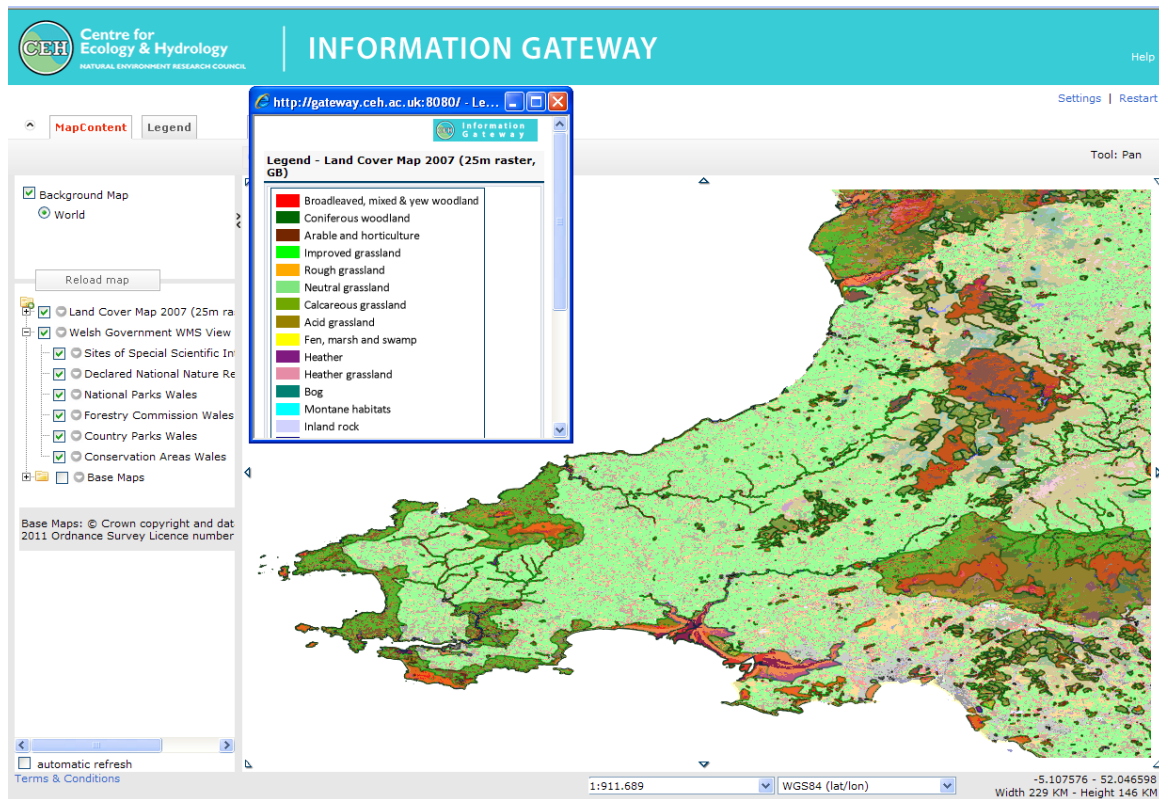 CEH
Centre for
Ecology & Hydrology
NATURAL ENVIRONMENT RESEARCH COUNCIL
INFORMATION GATEWAY
Help
Settings | Restart
MapContent
Legend
Tool: Pan
http://gateway.ceh.ac.uk:8080/ - Le...
CEH Information
Gateway
Legend - Land Cover Map 2007 (25m raster,
GB)
Broadleaved, mixed & yew woodland
Coniferous woodland
Arable and horticulture
Improved grassland
Rough grassland
Neutral grassland
Calcareous grassland
Acid grassland
Fen, marsh and swamp
Heather
Heather grassland
Bog
Montane habitats
Inland rock
Background Map
World
Reload map
Land Cover Map 2007 (25m ra
Welsh Government WMS View
Sites of Special Scientific In
Declared National Nature Re
National Parks Wales
Forestry Commission Wales
Country Parks Wales
Conservation Areas Wales
Base Maps
Base Maps: © Crown copyright and dat
2011 Ordnance Survey Licence number
automatic refresh
Terms & Conditions
1:911.689
WGS84 (lat/lon)
-5.107576 - 52.046598
Width 229 KM - Height 146 KM